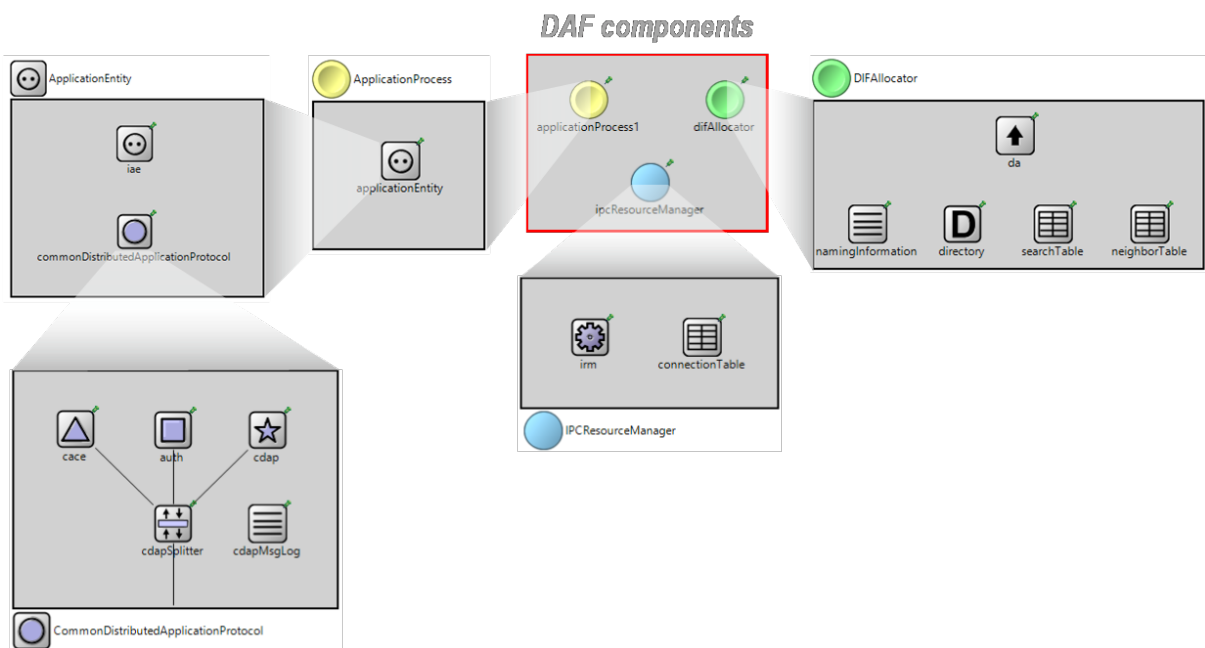 DAF components
ApplicationEntity
iae
commonDistributedApplicationProtocol
ApplicationProcess
applicationEntity
applicationProcess1
difAllocator
ipcResourceManager
DIFAllocator
da
namingInformation
D
directory
searchTable
neighborTable
irm
connectionTable
IPCResourceManager
cace
auth
cdap
cdapSplitter
cdapMsgLog
CommonDistributedApplicationProtocol